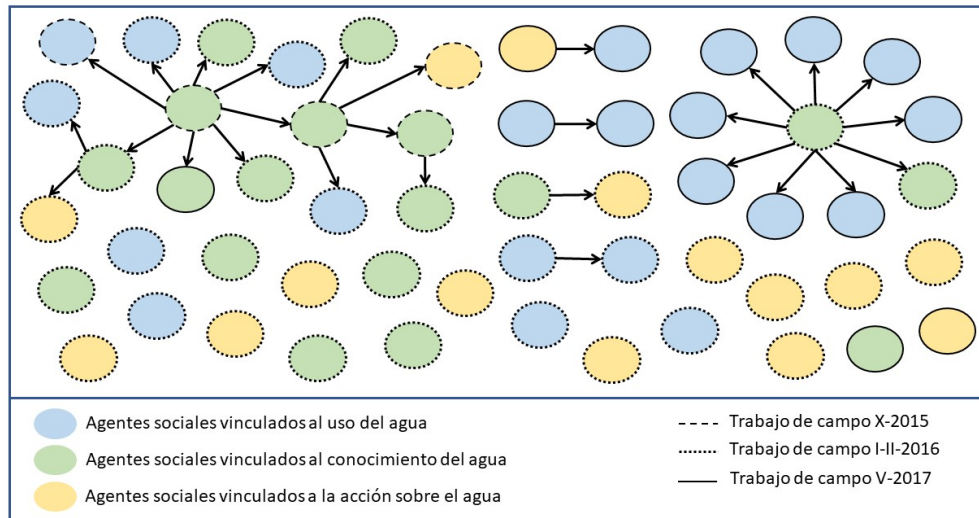 Agentes sociales vinculados al uso del agua
Agentes sociales vinculados al conocimiento del agua
Agentes sociales vinculados a la acción sobre el agua
Trabajo de campo X-2015
Trabajo de campo I-II-2016
Trabajo de campo V-2017